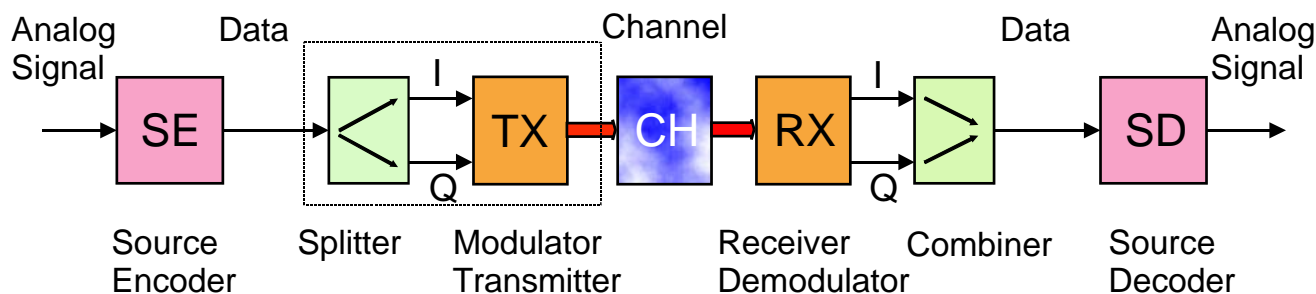 Analog
Signal
Data
Channel
Data
Analog
Signal
I
I
SE
TX
CH
RX
SD
Q
Q
Source
Encoder
Splitter
Modulator
Transmitter
Receiver
Demodulator
Combiner
Source
Decoder